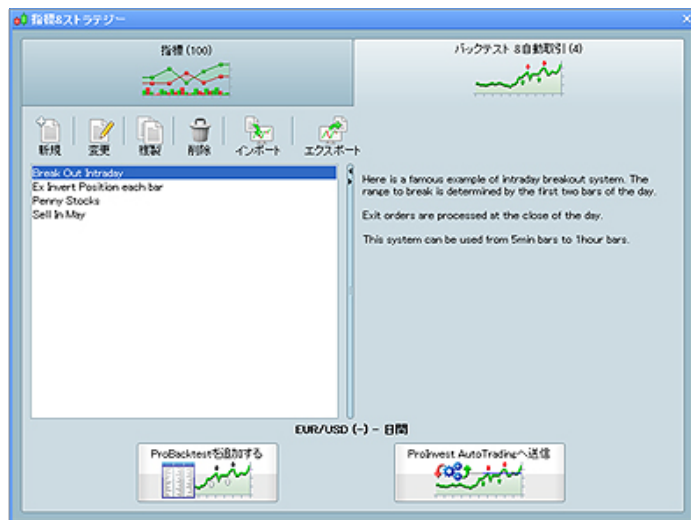 指標&ストラテジー
指標 (100)
バックテスト &自動取引 (4)
新規 変更 複製 削除 インポート エクスポート
Break Out Intraday
Ex Invert Position each bar
Penny Stocks
Sell In May
Here is a famous example of intraday breakout system. The
range to break is determined by the first two bars of the day.
Exit orders are processed at the close of the day.
This system can be used from 5min bars to 1hour bars.
EUR/USD (-) - 日間
ProBacktestを追加する
ProInvest AutoTradingへ送信